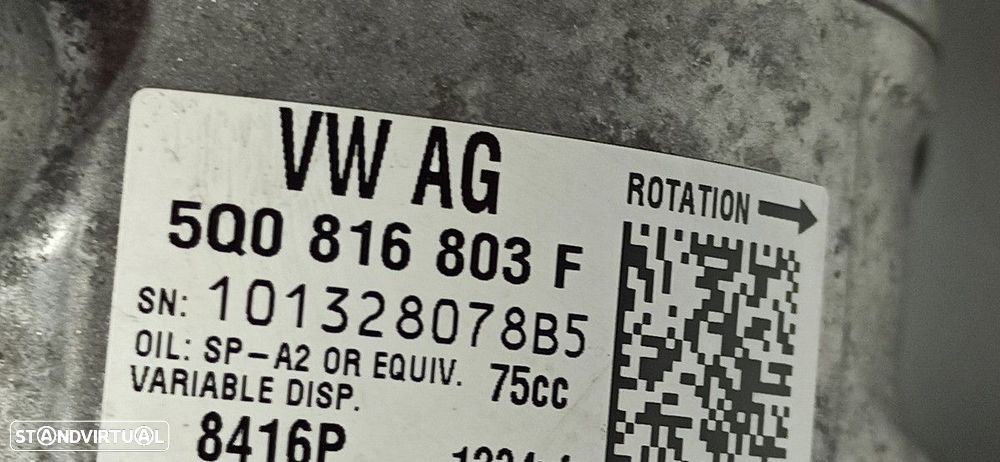 VW AG
5Q0 816 803 F
ROTATION
SN: 101328078B5
OIL: SP-A2 OR EQUIV. 75CC
VARIABLE DISP.
8416P
STANDVIRTUAL